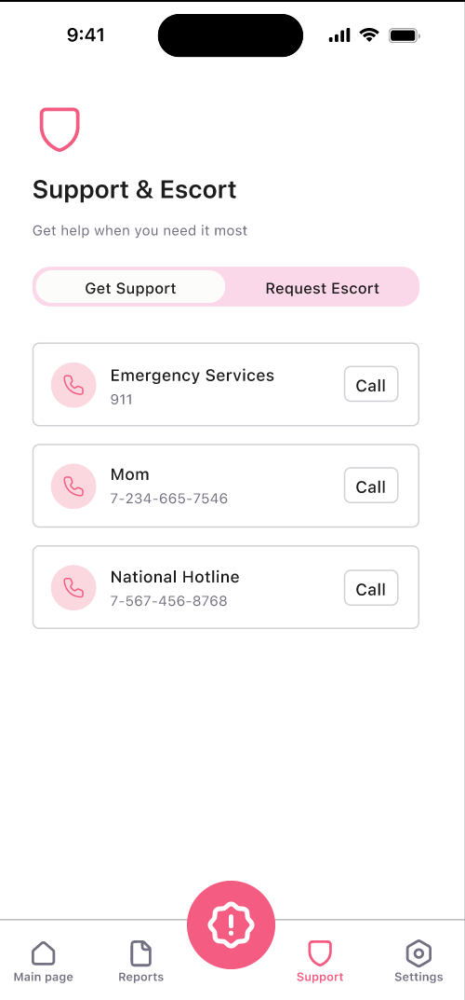 9:41
Support & Escort
Get help when you need it most
Get Support
Request Escort
Emergency Services
911
Call
Mom
7-234-665-7546
Call
National Hotline
7-567-456-8768
Call
Main page
Reports
Support
Settings